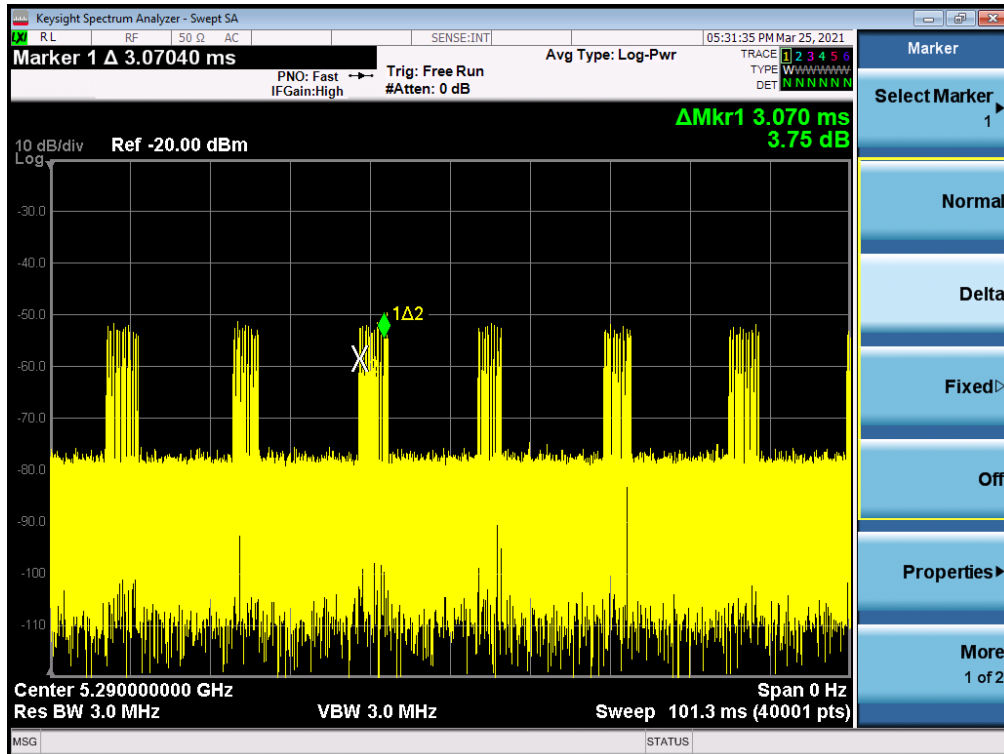 Keysight Spectrum Analyzer - Swept SA
LXI RL RF 50 Ω AC SENSE:INT 05:31:35 PM Mar 25, 2021
Marker 1 Δ 3.07040 ms
PNO: Fast
IFGain:High
Trig: Free Run
#Atten: 0 dB
Avg Type: Log-Pwr
TRACE 1 2 3 4 5 6
TYPE WWWWWW
DET N N N N N N
ΔMkr1 3.070 ms
3.75 dB
10 dB/div Ref -20.00 dBm
Log
-30.0
-40.0
-50.0
-60.0
-70.0
-80.0
-90.0
-100
-110
1Δ2
Center 5.290000000 GHz Span 0 Hz
Res BW 3.0 MHz VBW 3.0 MHz Sweep 101.3 ms (40001 pts)
MSG STATUS
Marker
Select Marker
1
Normal
Delta
Fixed
Off
Properties
More
1 of 2